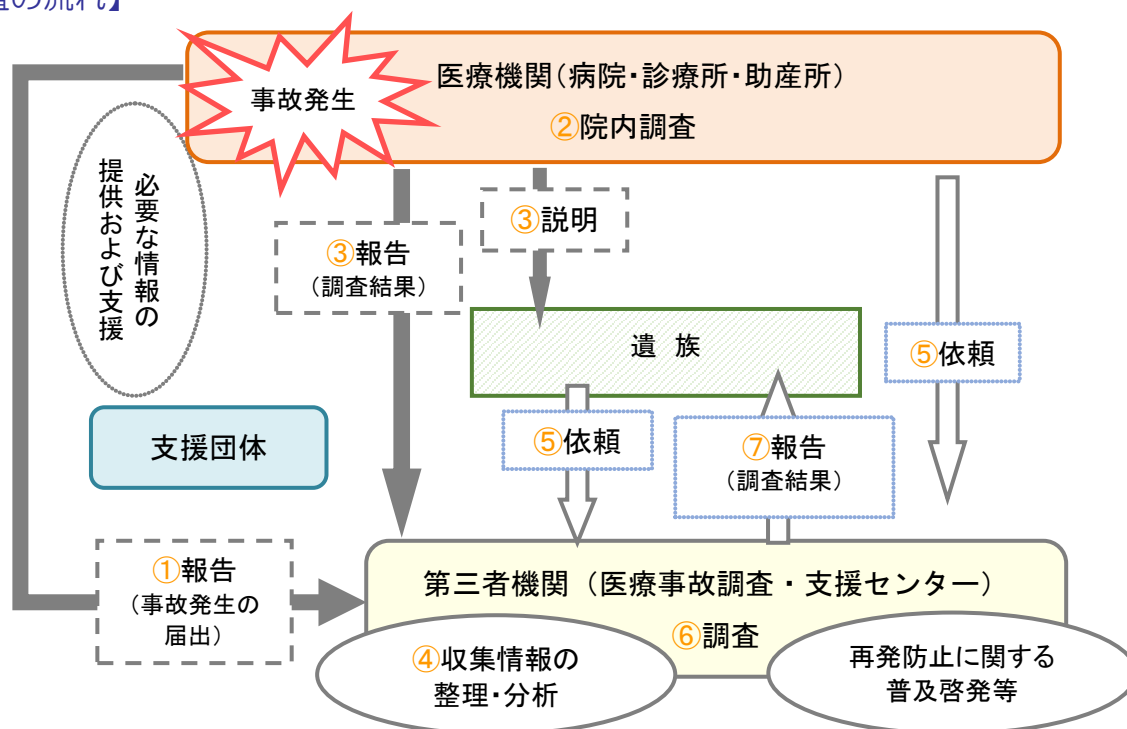 査の流れ】
事故発生
医療機関（病院・診療所・助産所）
②院内調査
必要な情報の
提供および支援
③報告
（調査結果）
③説明
遺 族
⑤依頼
⑤依頼
⑦報告
（調査結果）
支援団体
①報告
（事故発生の
届出）
第三者機関（医療事故調査・支援センター）
⑥調査
④収集情報の
整理・分析
再発防止に関する
普及啓発等